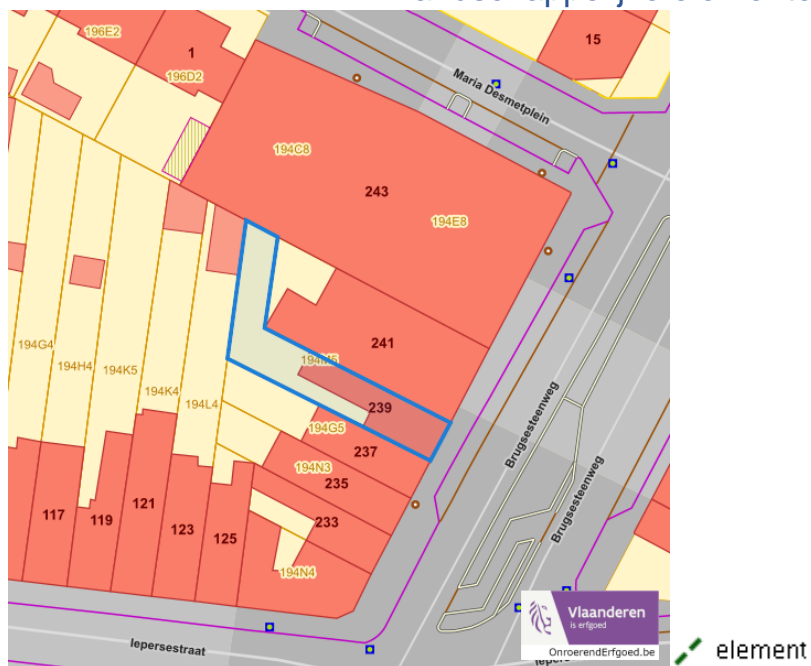 196E2
1
15
196D2
Maria Desmetplein
194C8
243
194E8
241
194G4
194H4
194K5
194K4
194L4
239
194G5
237
194N3
235
233
117
119
121
123
125
194N4
Brugsesteenweg
Brugsesteenweg
Iepersestraat
Vlaanderen
is erfgoed
OnroerendErfgoed.be
element